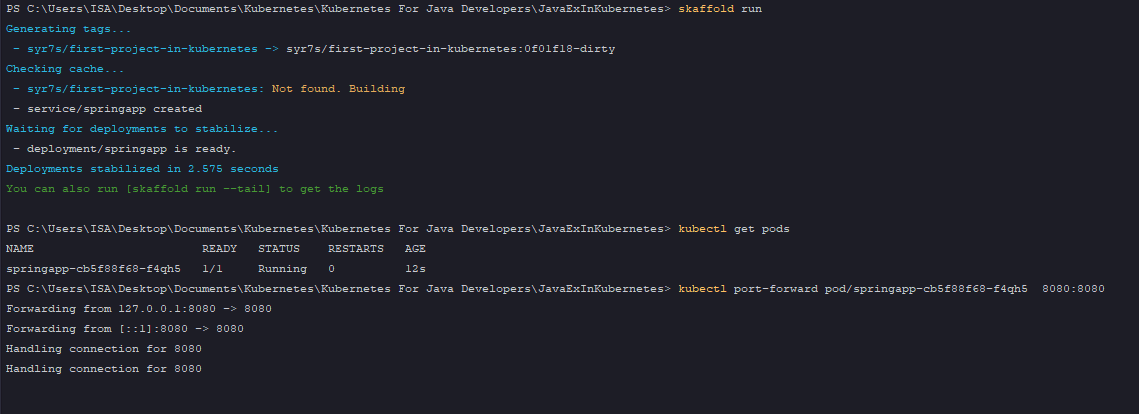 PS C:\Users\ISA\Desktop\Documents\Kubernetes\Kubernetes For Java Developers\JavaExInKubernetes> skaffold run
Generating tags...
 - syr7s/first-project-in-kubernetes -> syr7s/first-project-in-kubernetes:0f01f18-dirty
Checking cache...
 - syr7s/first-project-in-kubernetes: Not found. Building
 - service/springapp created
Waiting for deployments to stabilize...
 - deployment/springapp is ready.
Deployments stabilized in 2.575 seconds
You can also run [skaffold run --tail] to get the logs
PS C:\Users\ISA\Desktop\Documents\Kubernetes\Kubernetes For Java Developers\JavaExInKubernetes> kubectl get pods
NAME                        READY   STATUS    RESTARTS   AGE
springapp-cb5f88f68-f4qh5   1/1     Running   0          12s
PS C:\Users\ISA\Desktop\Documents\Kubernetes\Kubernetes For Java Developers\JavaExInKubernetes> kubectl port-forward pod/springapp-cb5f88f68-f4qh5  8080:8080
Forwarding from 127.0.0.1:8080 -> 8080
Forwarding from [::1]:8080 -> 8080
Handling connection for 8080
Handling connection for 8080